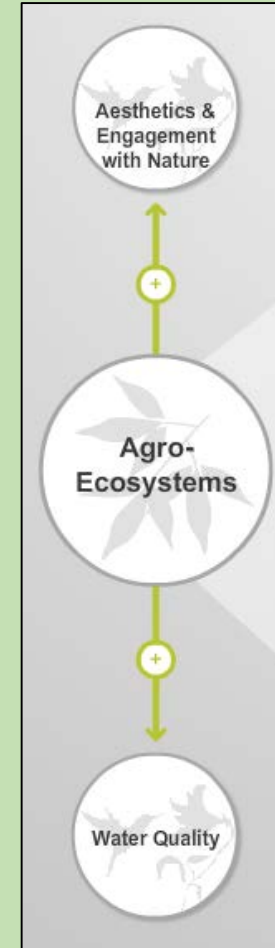 Aesthetics &
Engagement
with Nature
+
Agro-
Ecosystems
+
Water Quality